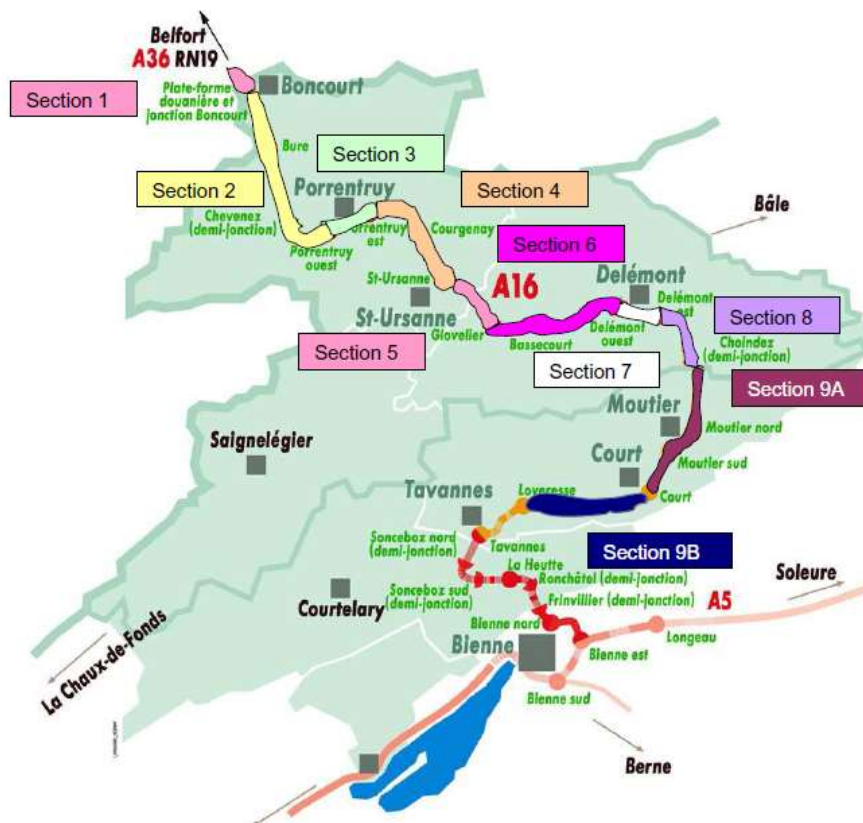 Belfort
A36 RN19
Section 1
Plate-forme
douanière et
jonction Boncourt
Boncourt
Bure
Section 3
Section 2
Porrentruy
Section 4
Chevenez
(demi-jonction)
Porrentruy
est
Courgenay
Porrentruy
ouest
Bâle
Section 6
St-Ursanne
A16
Delémont
Delémont
est
St-Ursanne
Glovelier
Bassecourt
Delémont
ouest
Section 8
Choindez
(demi-jonction)
Section 5
Section 7
Section 9A
Moutier
Moutier nord
Saignelégier
Moutier sud
Court
Court
Tavannes
Loveresse
Sonceboz nord
(demi-jonction)
Tavannes
Section 9B
La Heutte
Ronchâtel (demi-jonction)
Soleure
Courtelary
Sonceboz sud
(demi-jonction)
Frinvillier (demi-jonction)
A5
Bienne nord
Longeau
Bienne
Bienne est
La Chaux-de-Fonds
Bienne sud
Berne